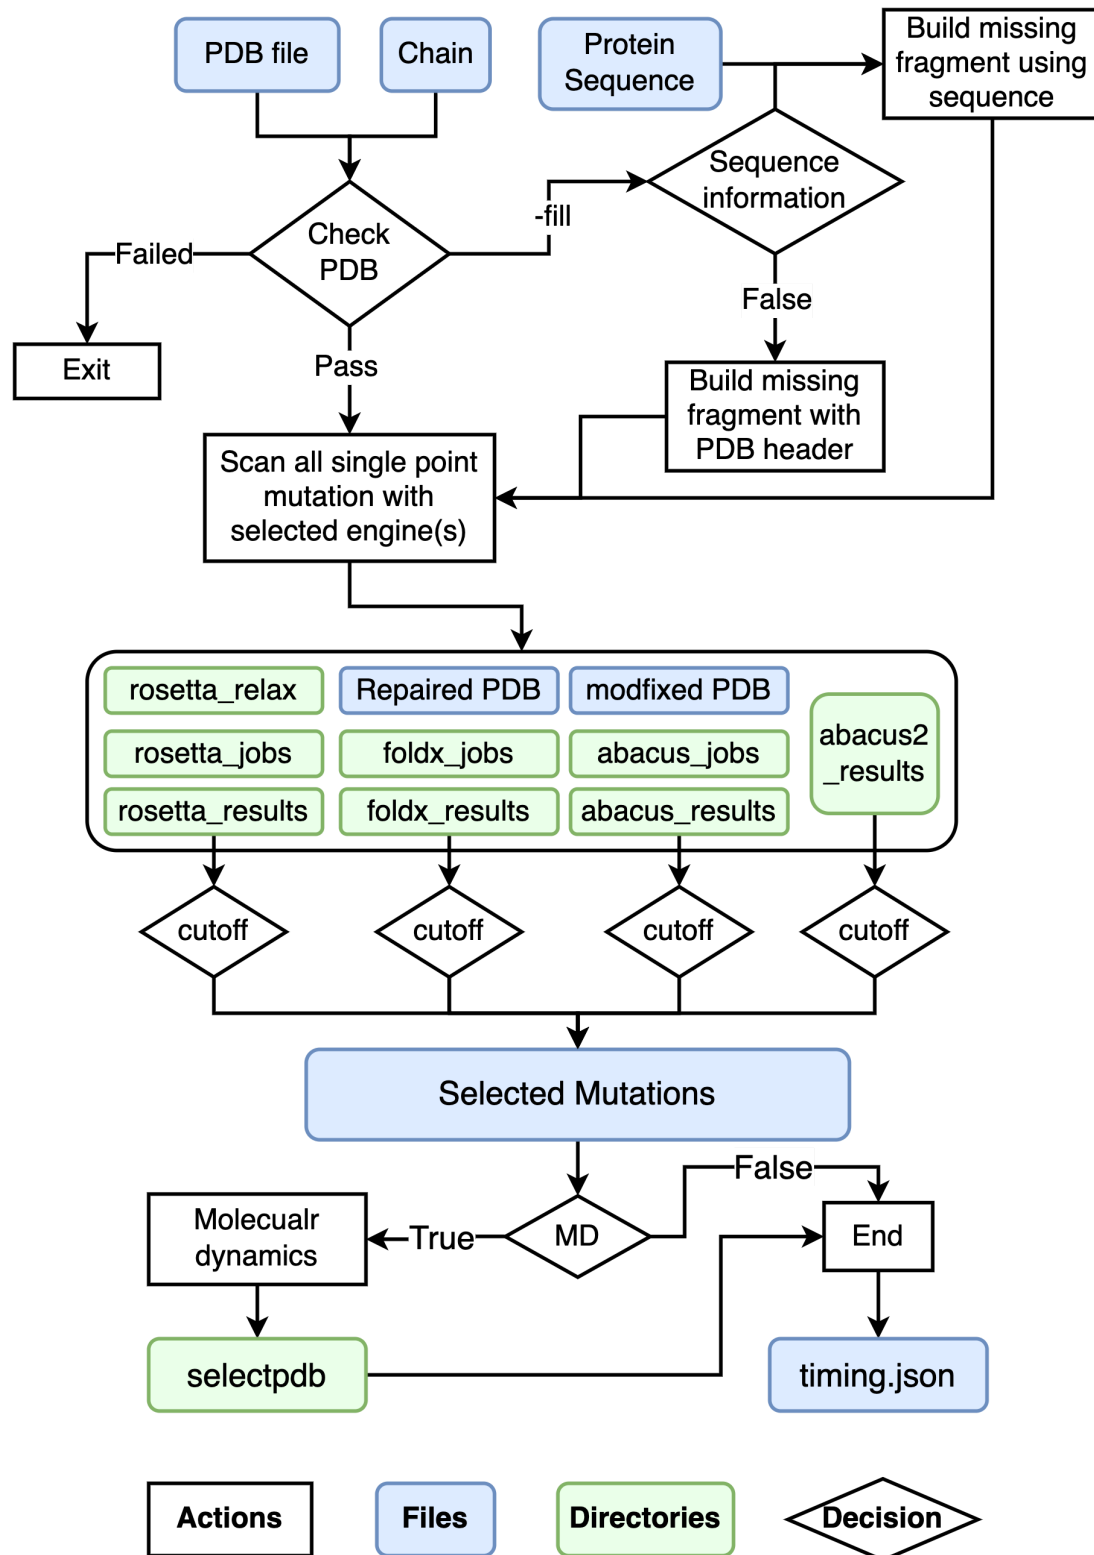 PDB file
Chain
Protein
Sequence
Build missing
fragment using
sequence
Sequence
information
-fill
Check
PDB
Failed
False
Exit
Pass
Build missing
fragment with
PDB header
Scan all single point
mutation with
selected engine(s)
rosetta_relax
Repaired PDB
modfixed PDB
abacus2
_results
rosetta_jobs
foldx_jobs
abacus_jobs
rosetta_results
foldx_results
abacus_results
cutoff
cutoff
cutoff
cutoff
Selected Mutations
False
Molecualr
dynamics
True
MD
End
selectpdb
timing.json
Actions
Files
Directories
Decision